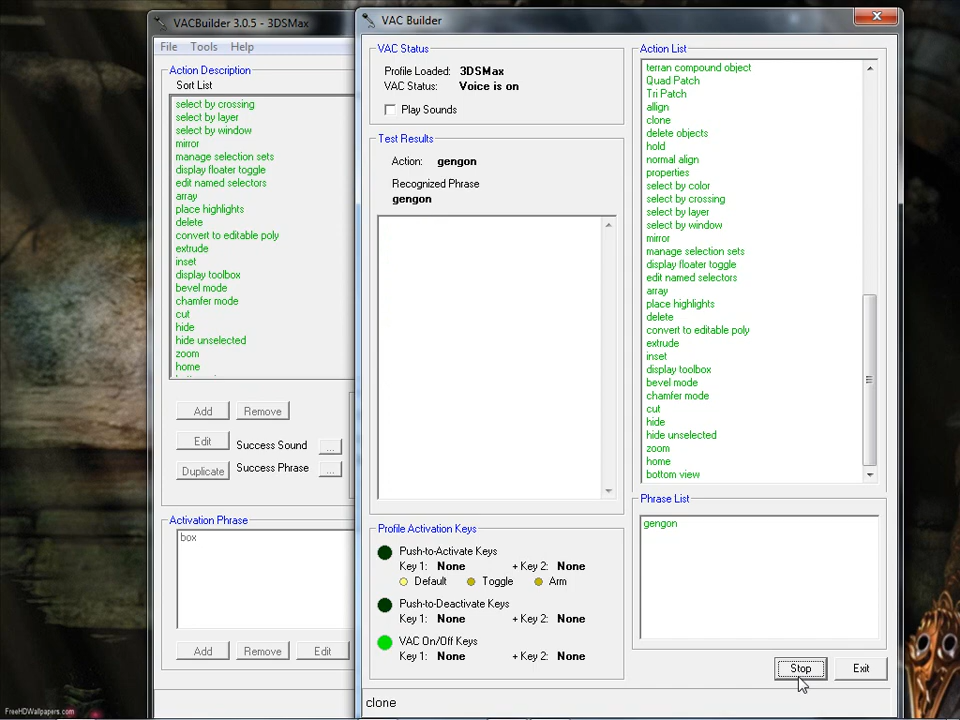 VACBuilder 3.0.5 - 3DSMax
File Tools Help
Action Description
Sort List
select by crossing
select by layer
select by window
mirror
manage selection sets
display floater toggle
edit named selectors
array
place highlights
delete
convert to editable poly
extrude
inset
display toolbox
bevel mode
chamfer mode
cut
hide
hide unselected
zoom
home
Add Remove
Edit Success Sound ...
Duplicate Success Phrase ...
Activation Phrase
box
Add Remove Edit
VAC Builder
VAC Status
Profile Loaded: 3DSMax
VAC Status: Voice is on
Play Sounds
Test Results
Action: gengon
Recognized Phrase
gengon
Profile Activation Keys
Push-to-Activate Keys
Key 1: None + Key 2: None
Default Toggle Arm
Push-to-Deactivate Keys
Key 1: None + Key 2: None
VAC On/Off Keys
Key 1: None + Key 2: None
Action List
terran compound object
Quad Patch
Tri Patch
allign
clone
delete objects
hold
normal align
properties
select by color
select by crossing
select by layer
select by window
mirror
manage selection sets
display floater toggle
edit named selectors
array
place highlights
delete
convert to editable poly
extrude
inset
display toolbox
bevel mode
chamfer mode
cut
hide
hide unselected
zoom
home
bottom view
Phrase List
gengon
Stop Exit
clone
FreeHDWallpapers.com